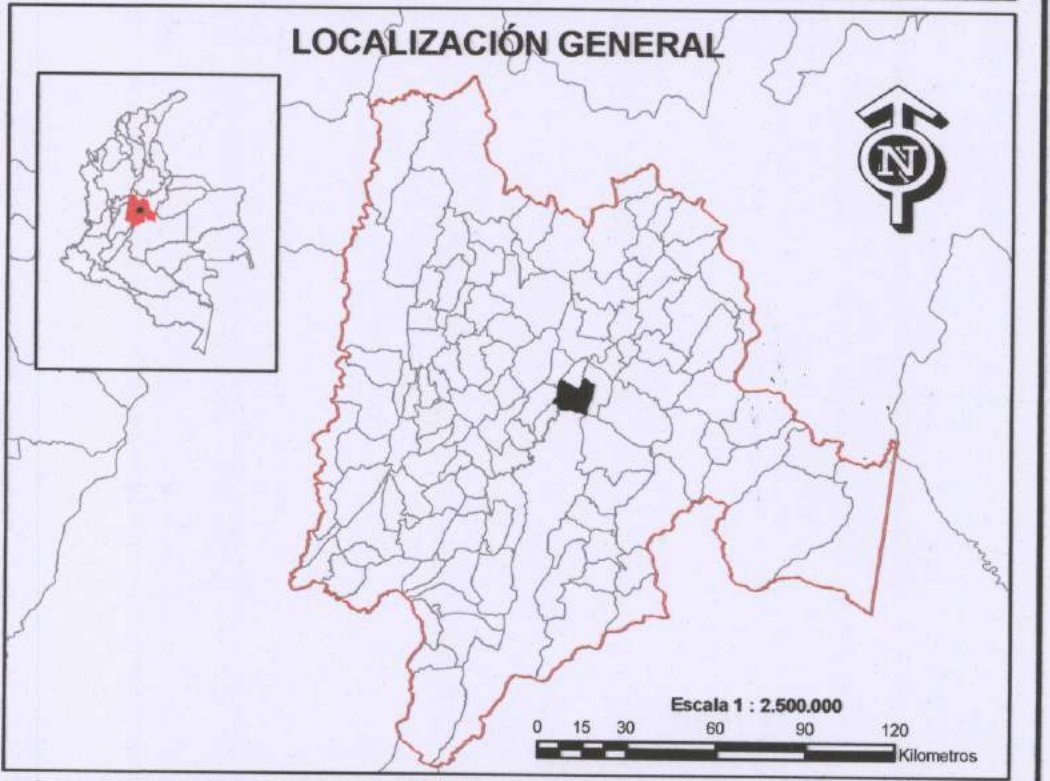 LOCALIZACIÓN GENERAL
N
Escala 1 : 2.500.000
0 15 30 60 90 120
Kilometros